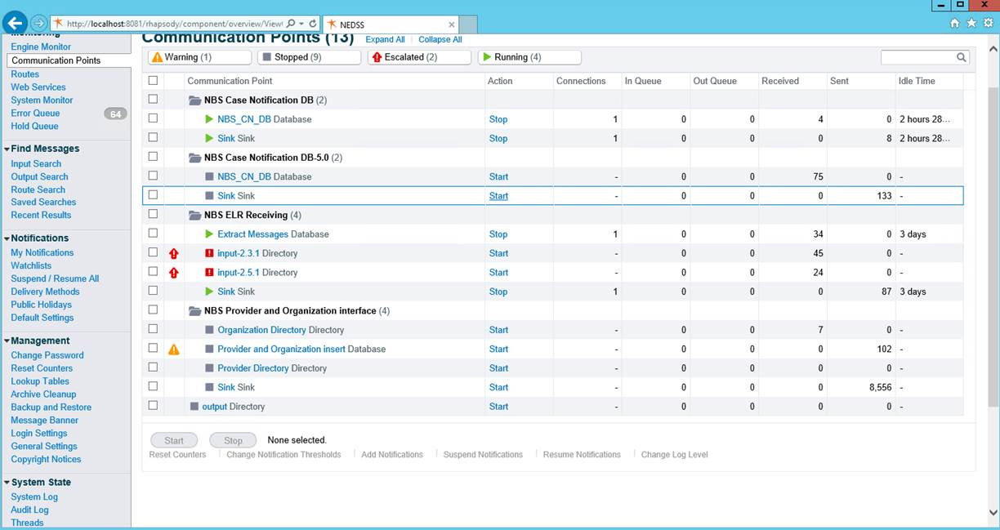 http://localhost:8081/rhapsody/component/overview/View
NEDSS
Monitoring
Engine Monitor
Communication Points
Routes
Web Services
System Monitor
Error Queue 64
Hold Queue
Find Messages
Input Search
Output Search
Route Search
Saved Searches
Recent Results
Notifications
My Notifications
Watchlists
Suspend / Resume All
Delivery Methods
Public Holidays
Default Settings
Management
Change Password
Reset Counters
Lookup Tables
Archive Cleanup
Backup and Restore
Message Banner
Login Settings
General Settings
Copyright Notices
System State
System Log
Audit Log
Threads
Communication Points (13) Expand All Collapse All
Warning (1) Stopped (9) Escalated (2) Running (4)
Communication Point Action Connections In Queue Out Queue Received Sent Idle Time
NBS Case Notification DB (2)
NBS_CN_DB Database Stop 1 0 0 4 0 2 hours 28...
Sink Sink Stop 1 0 0 0 8 2 hours 28...
NBS Case Notification DB-5.0 (2)
NBS_CN_DB Database Start - 0 0 75 0 -
Sink Sink Start - 0 0 0 133 -
NBS ELR Receiving (4)
Extract Messages Database Stop 1 0 0 34 0 3 days
input-2.3.1 Directory Start - 0 0 45 0 -
input-2.5.1 Directory Start - 0 0 24 0 -
Sink Sink Stop 1 0 0 0 87 3 days
NBS Provider and Organization interface (4)
Organization Directory Directory Start - 0 0 7 0 -
Provider and Organization insert Database Start - 0 0 0 102 -
Provider Directory Directory Start - 0 0 0 0 -
Sink Sink Start - 0 0 0 8,556 -
output Directory Start - 0 0 0 0 -
Start Stop None selected.
Reset Counters Change Notification Thresholds Add Notifications Suspend Notifications Resume Notifications Change Log Level